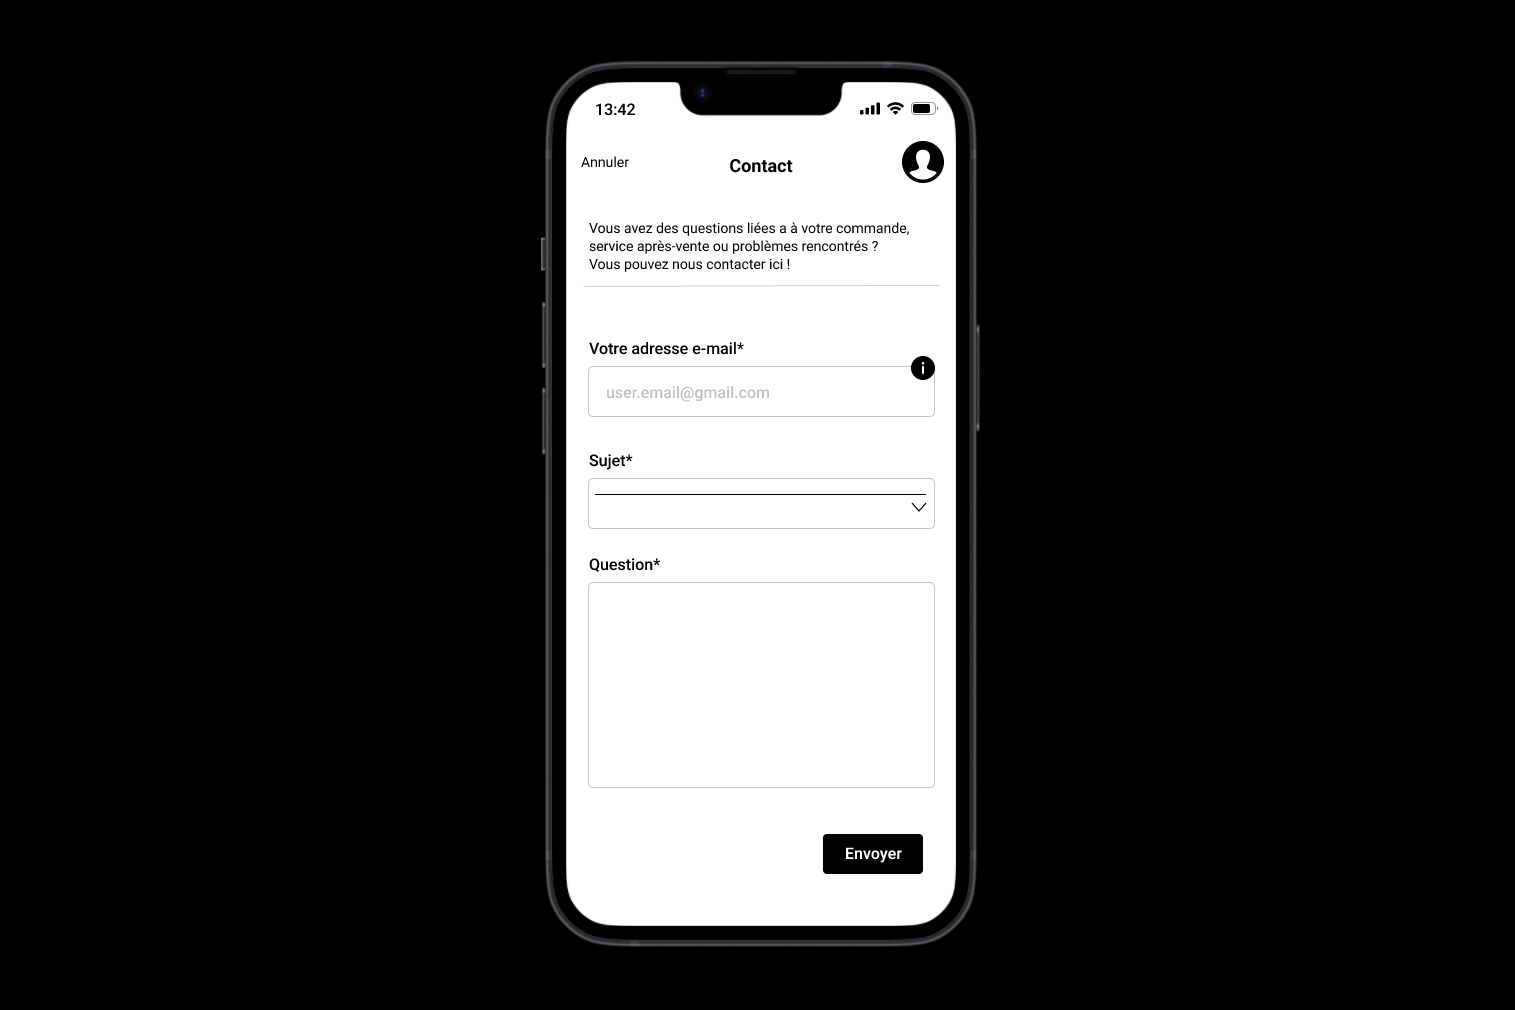 13:42
Annuler
Contact
Vous avez des questions liées a à votre commande,
service après-vente ou problèmes rencontrés ?
Vous pouvez nous contacter ici !
Votre adresse e-mail*
i
user.email@gmail.com
Sujet*
Question*
Envoyer